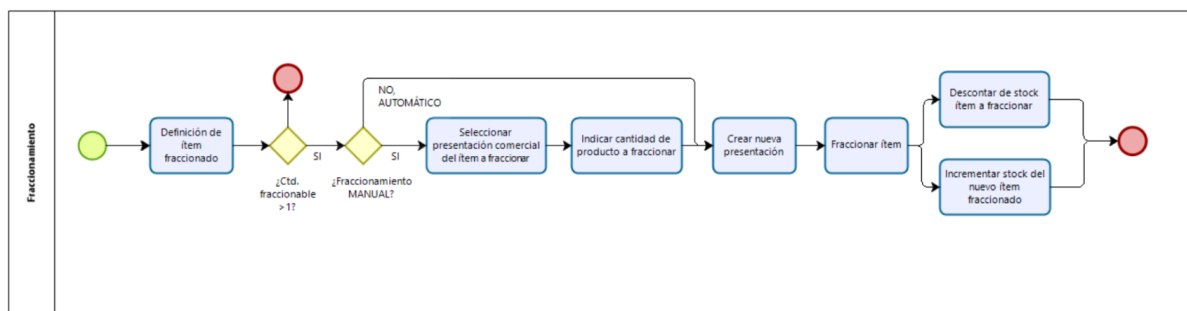 Fraccionamiento
Definición de
ítem
fraccionado
¿Ctd.
fraccionable
>1?
SI
¿Fraccionamiento
MANUAL?
NO,
AUTOMÁTICO
SI
Seleccionar
presentación comercial
del ítem a fraccionar
Indicar cantidad de
producto a fraccionar
Crear nueva
presentación
Fraccionar ítem
Descontar de stock
ítem a fraccionar
Incrementar stock del
nuevo ítem
fraccionado